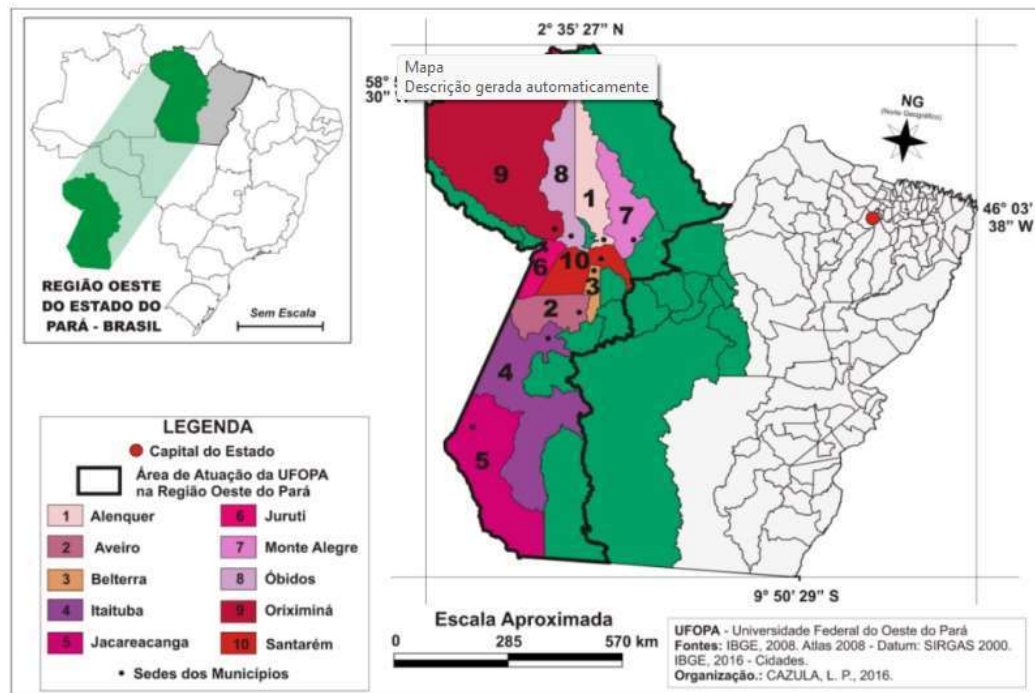 2° 35' 27" N
Mapa
Descrição gerada automaticamente
58° 5
30" W
NG
(Norte Geográfico)
46° 03'
38" W
REGIÃO OESTE
DO ESTADO DO
PARÁ - BRASIL
Sem Escala
9
8
1
7
6
10
3
2
4
5
LEGENDA
Capital do Estado
Área de Atuação da UFOPA
na Região Oeste do Pará
1 Alenquer
2 Aveiro
3 Belterra
4 Itaituba
5 Jacareacanga
6 Juruti
7 Monte Alegre
8 Óbidos
9 Oriximiná
10 Santarém
Sedes dos Municípios
9° 50' 29" S
Escala Aproximada
0 285 570 km
UFOPA - Universidade Federal do Oeste do Pará
Fontes: IBGE, 2008. Atlas 2008 - Datum: SIRGAS 2000.
IBGE, 2016 - Cidades.
Organização.: CAZULA, L. P., 2016.